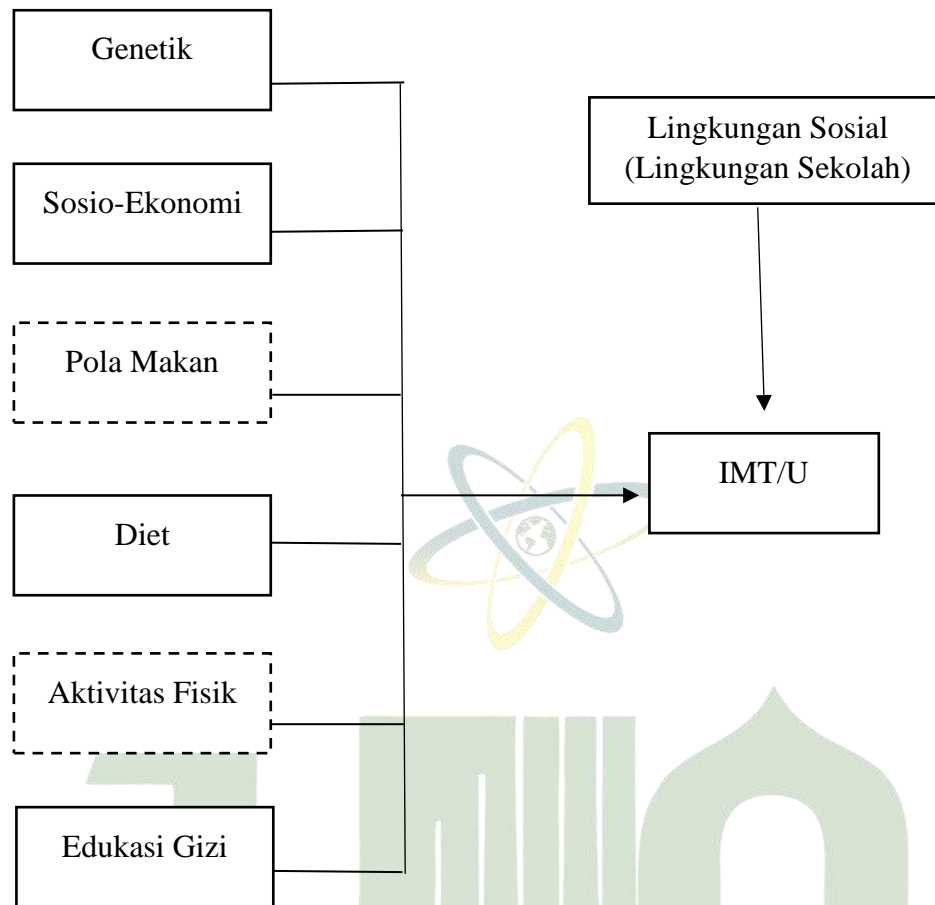 Genetik
Lingkungan Sosial
(Lingkungan Sekolah)
Sosio-Ekonomi
Pola Makan
IMT/U
Diet
Aktivitas Fisik
Edukasi Gizi